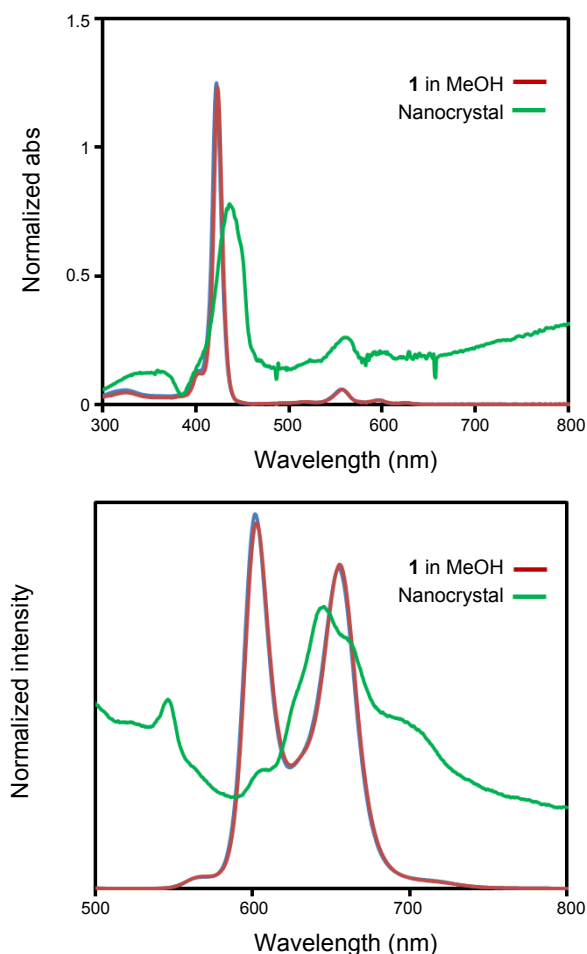 1.5
1 in MeOH
Nanocrystal
1
Normalized abs
0.5
0
300 400 500 600 700 800
Wavelength (nm)
1 in MeOH
Nanocrystal
Normalized intensity
500 600 700 800
Wavelength (nm)